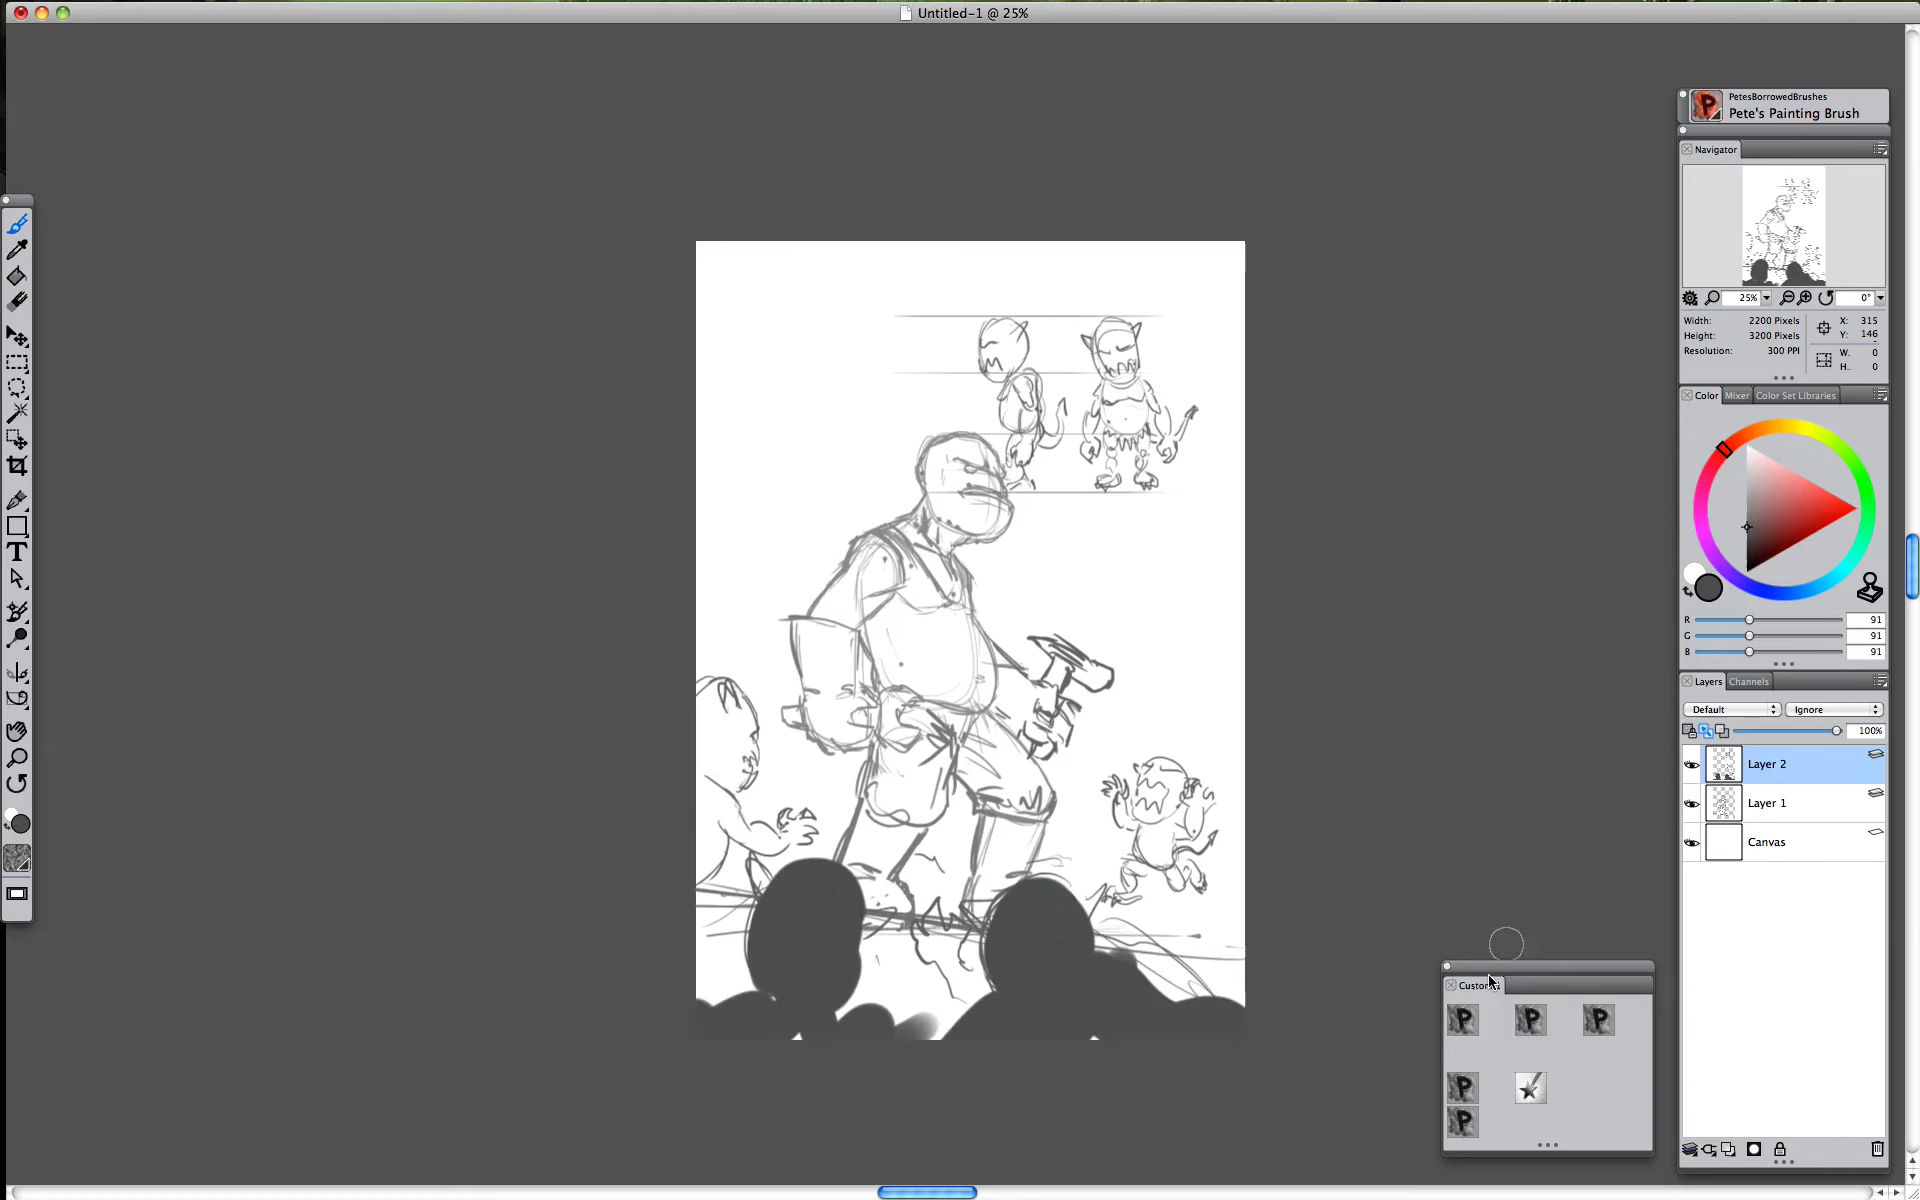 Untitled-1 @ 25%
PetesBorrowedBrushes
Pete's Painting Brush
Navigator
25%
0°
Width: 2200 Pixels
Height: 3200 Pixels
Resolution: 300 PPI
X: 315
Y: 146
W. 0
H.. 0
Color Mixer Color Set Libraries
R 91
G 91
B 91
Layers Channels
Default Ignore
100%
Layer 2
Layer 1
Canvas
T
P P P
P
P